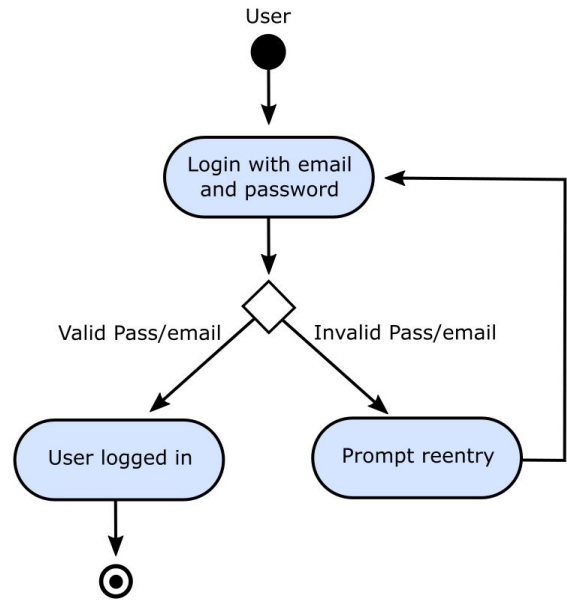 User
Login with email
and password
Valid Pass/email
Invalid Pass/email
User logged in
Prompt reentry